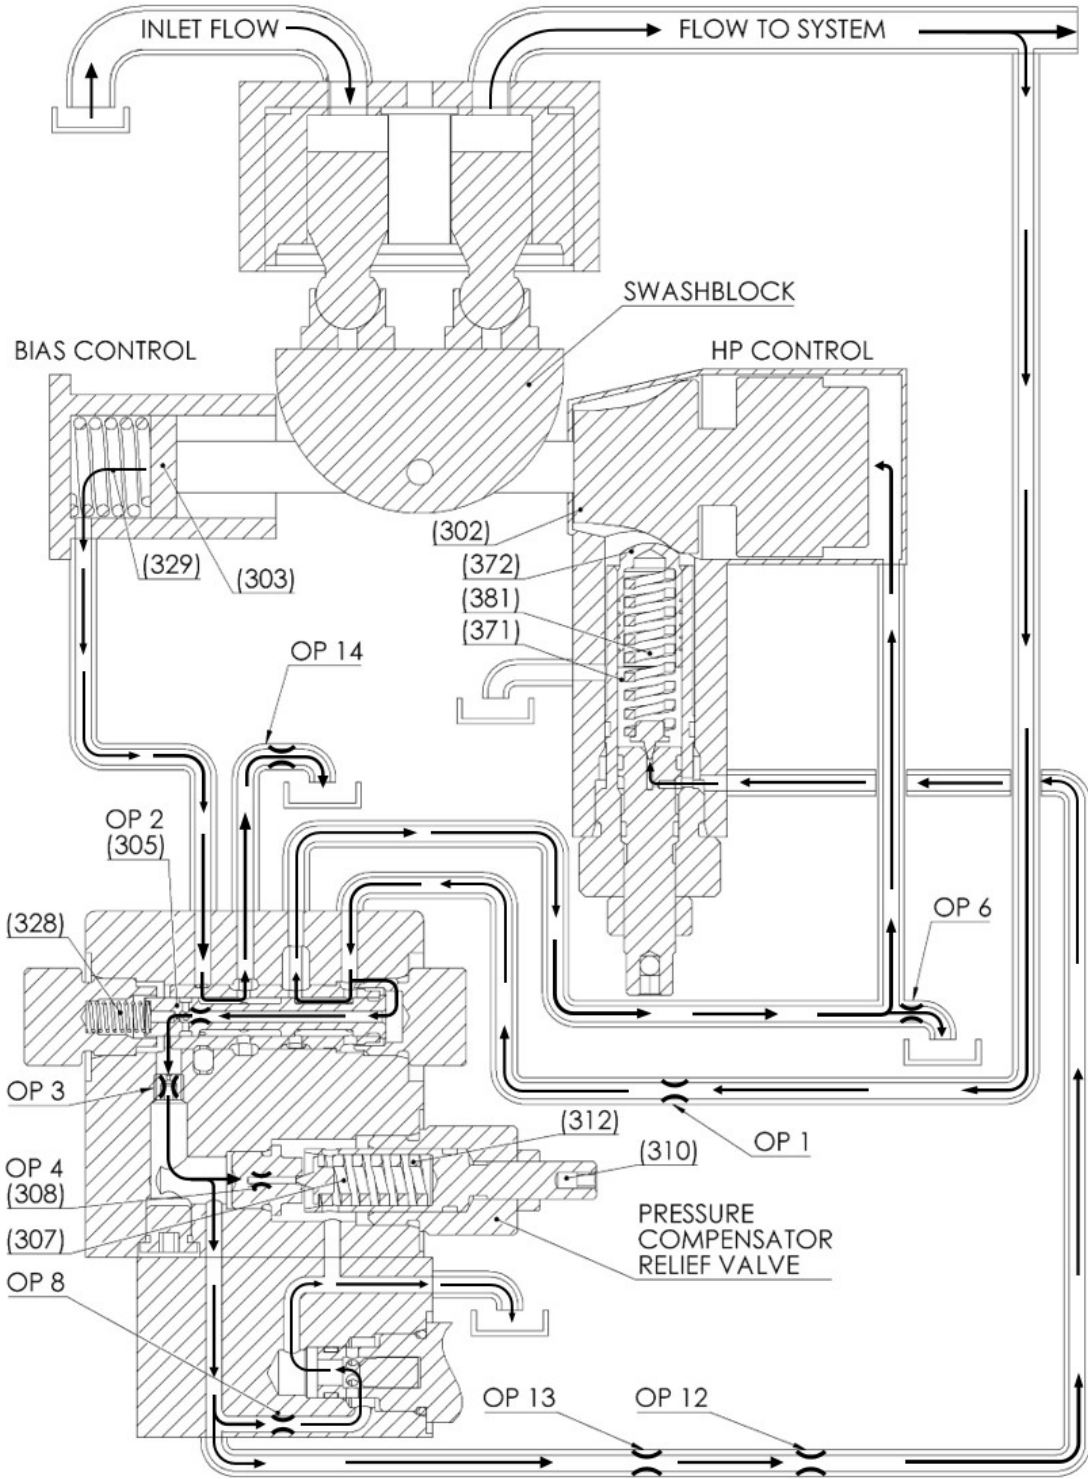 INLET FLOW
FLOW TO SYSTEM
SWASHBLOCK
BIAS CONTROL
HP CONTROL
(302)
(372)
(381)
(371)
(329)
(303)
OP 14
OP 2
(305)
(328)
OP 6
OP 3
(312)
(310)
OP 1
OP 4
(308)
(307)
PRESSURE
COMPENSATOR
RELIEF VALVE
OP 8
OP 13
OP 12